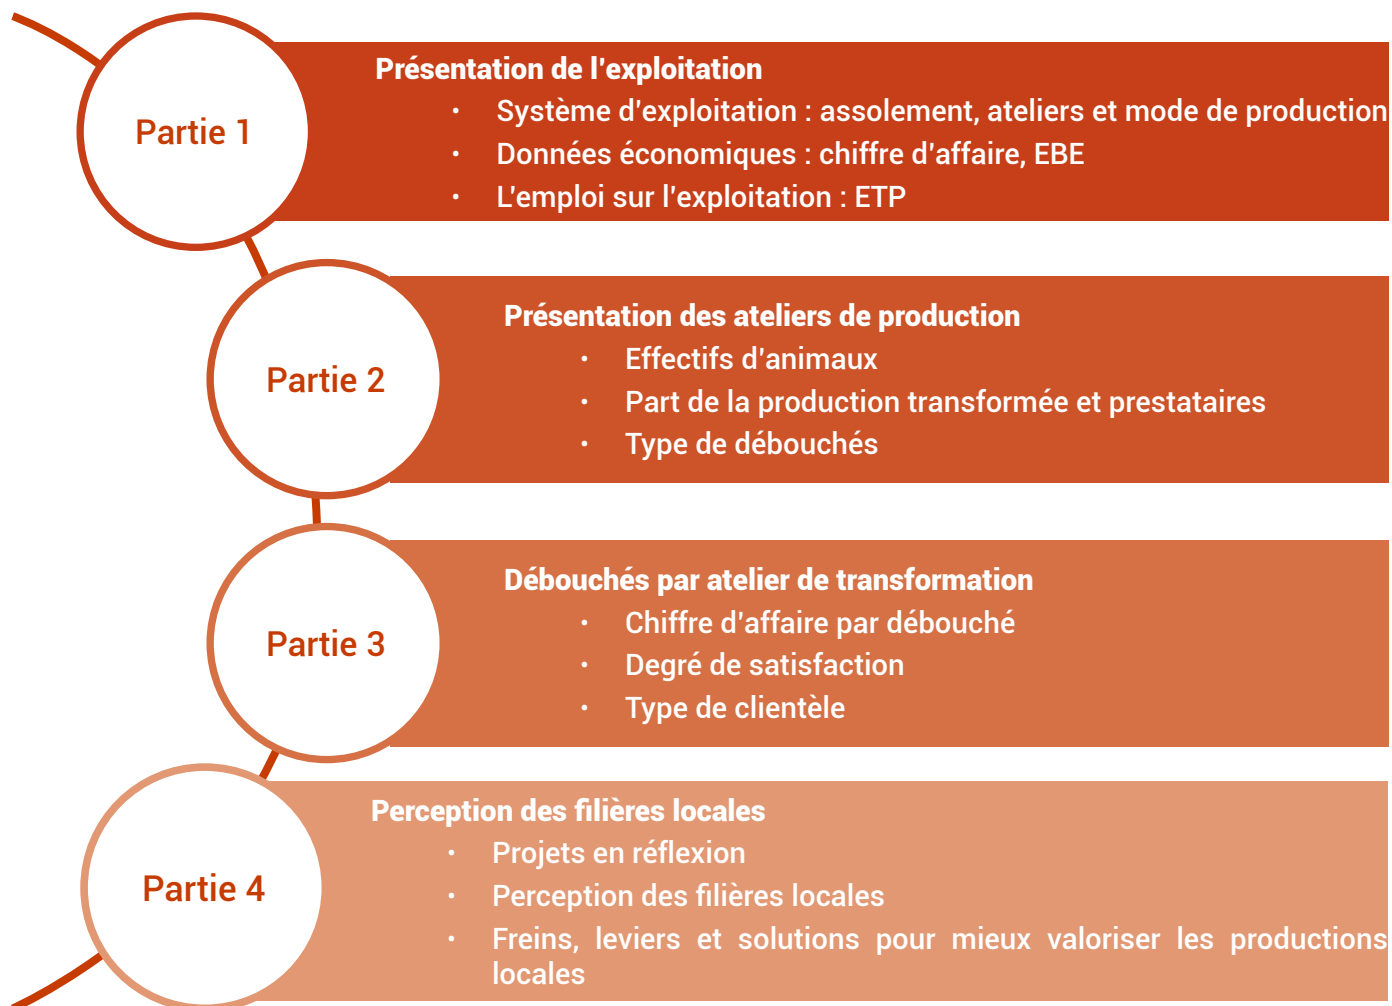 Partie 1
Présentation de l'exploitation
• Système d'exploitation : assolement, ateliers et mode de production
• Données économiques : chiffre d'affaire, EBE
• L'emploi sur l'exploitation : ETP
Partie 2
Présentation des ateliers de production
• Effectifs d'animaux
• Part de la production transformée et prestataires
• Type de débouchés
Partie 3
Débouchés par atelier de transformation
• Chiffre d'affaire par débouché
• Degré de satisfaction
• Type de clientèle
Partie 4
Perception des filières locales
• Projets en réflexion
• Perception des filières locales
• Freins, leviers et solutions pour mieux valoriser les productions
locales